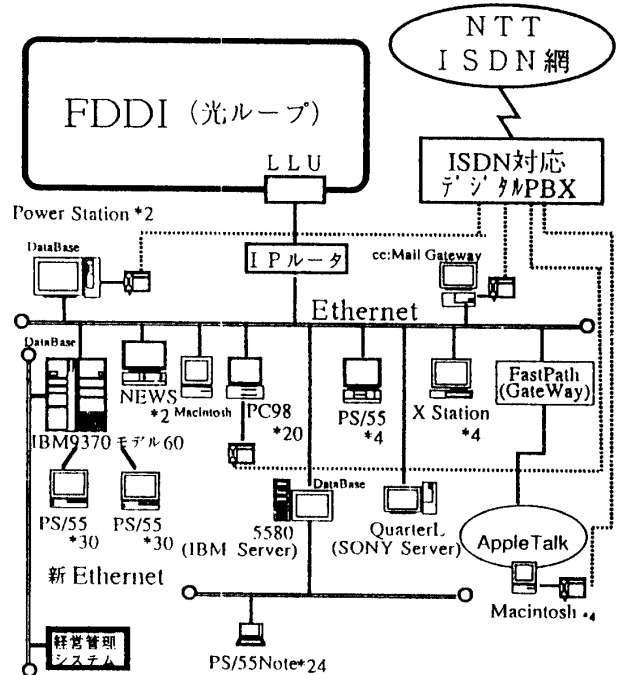 NTT
ISDN網
FDDI (光ループ)
LLU
ISDN対応
デジタルPBX
Power Station *2
DataBase
IPルータ
cc:Mail Gateway
Ethernet
DataBase
NEWS
*2
Macintosh
PC98
*20
PS/55
*4
X Station
*4
FastPath
(GateWay)
IBM9370 モデル60
PS/55
*30
PS/55
*30
DataBase
5580
(IBM Server)
QuarterL
(SONY Server)
AppleTalk
新 Ethernet
Macintosh *4
経営管理
システム
PS/55Note*24